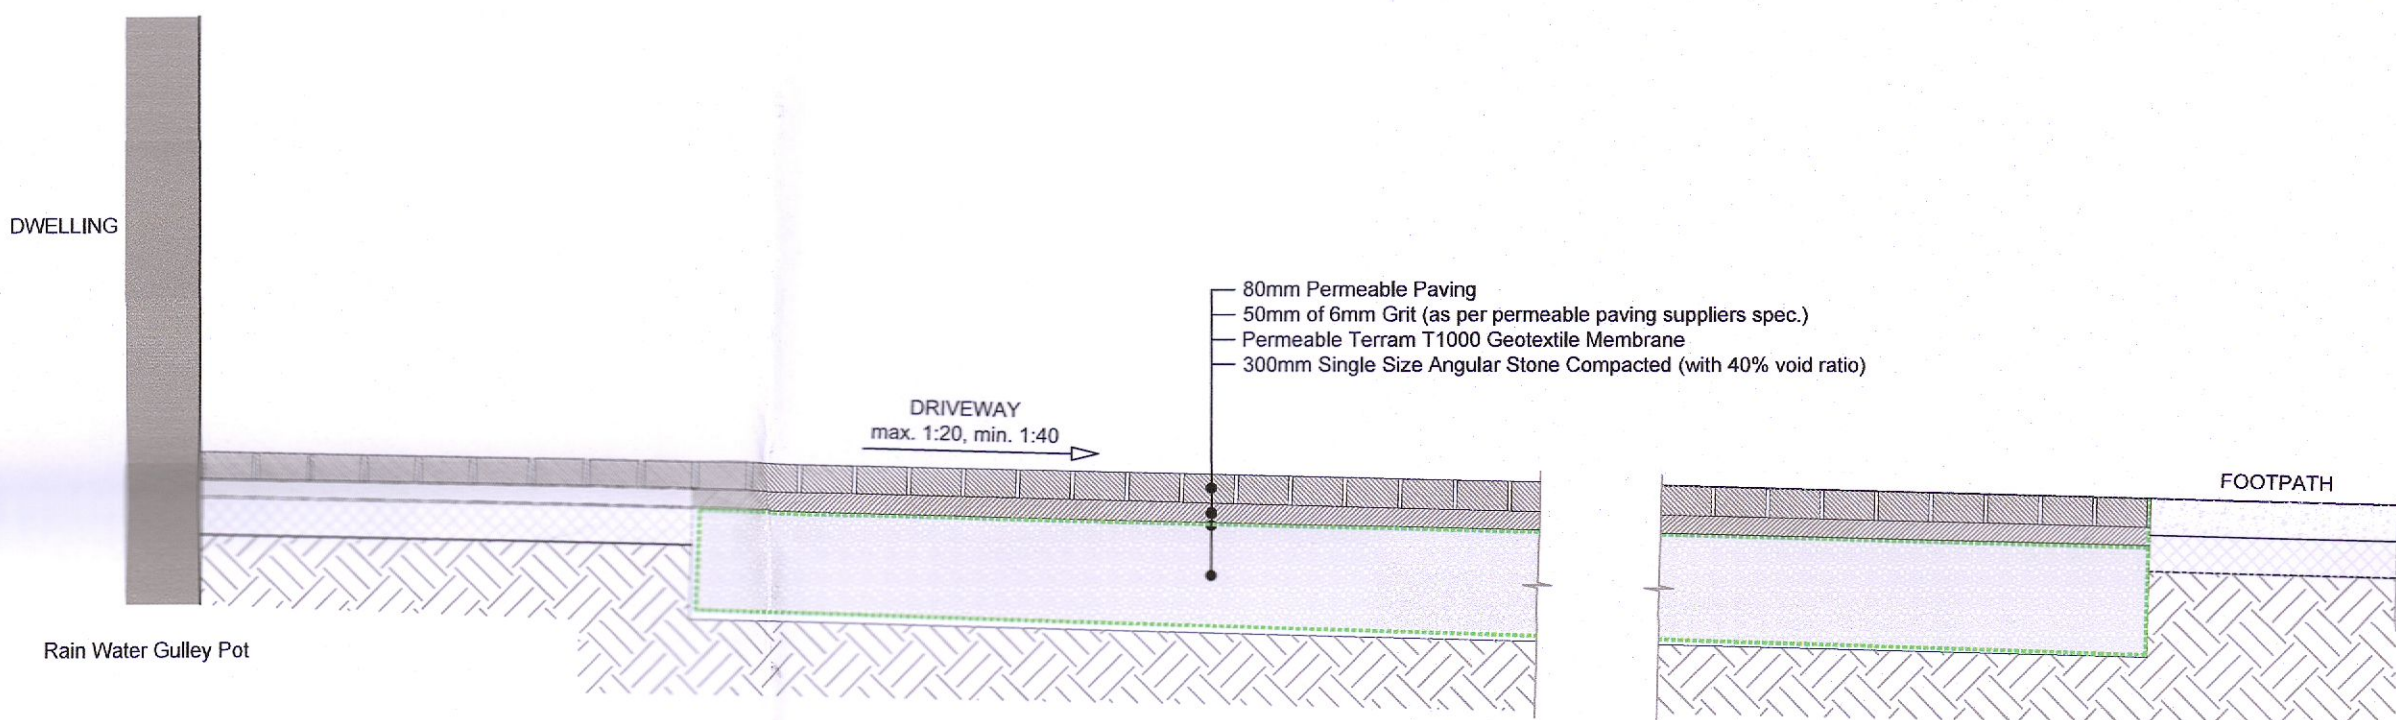 DWELLING
80mm Permeable Paving
50mm of 6mm Grit (as per permeable paving suppliers spec.)
Permeable Terram T1000 Geotextile Membrane
300mm Single Size Angular Stone Compacted (with 40% void ratio)
DRIVEWAY
max. 1:20, min. 1:40
FOOTPATH
Rain Water Gulley Pot